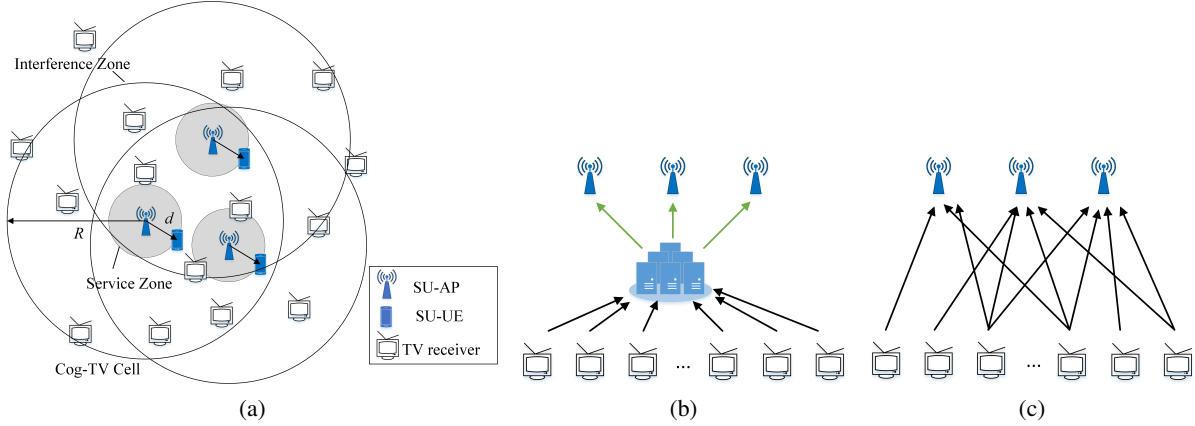 Interference Zone
R
d
Service Zone
Cog-TV Cell
SU-AP
SU-UE
TV receiver
...
...
(a)
(b)
(c)